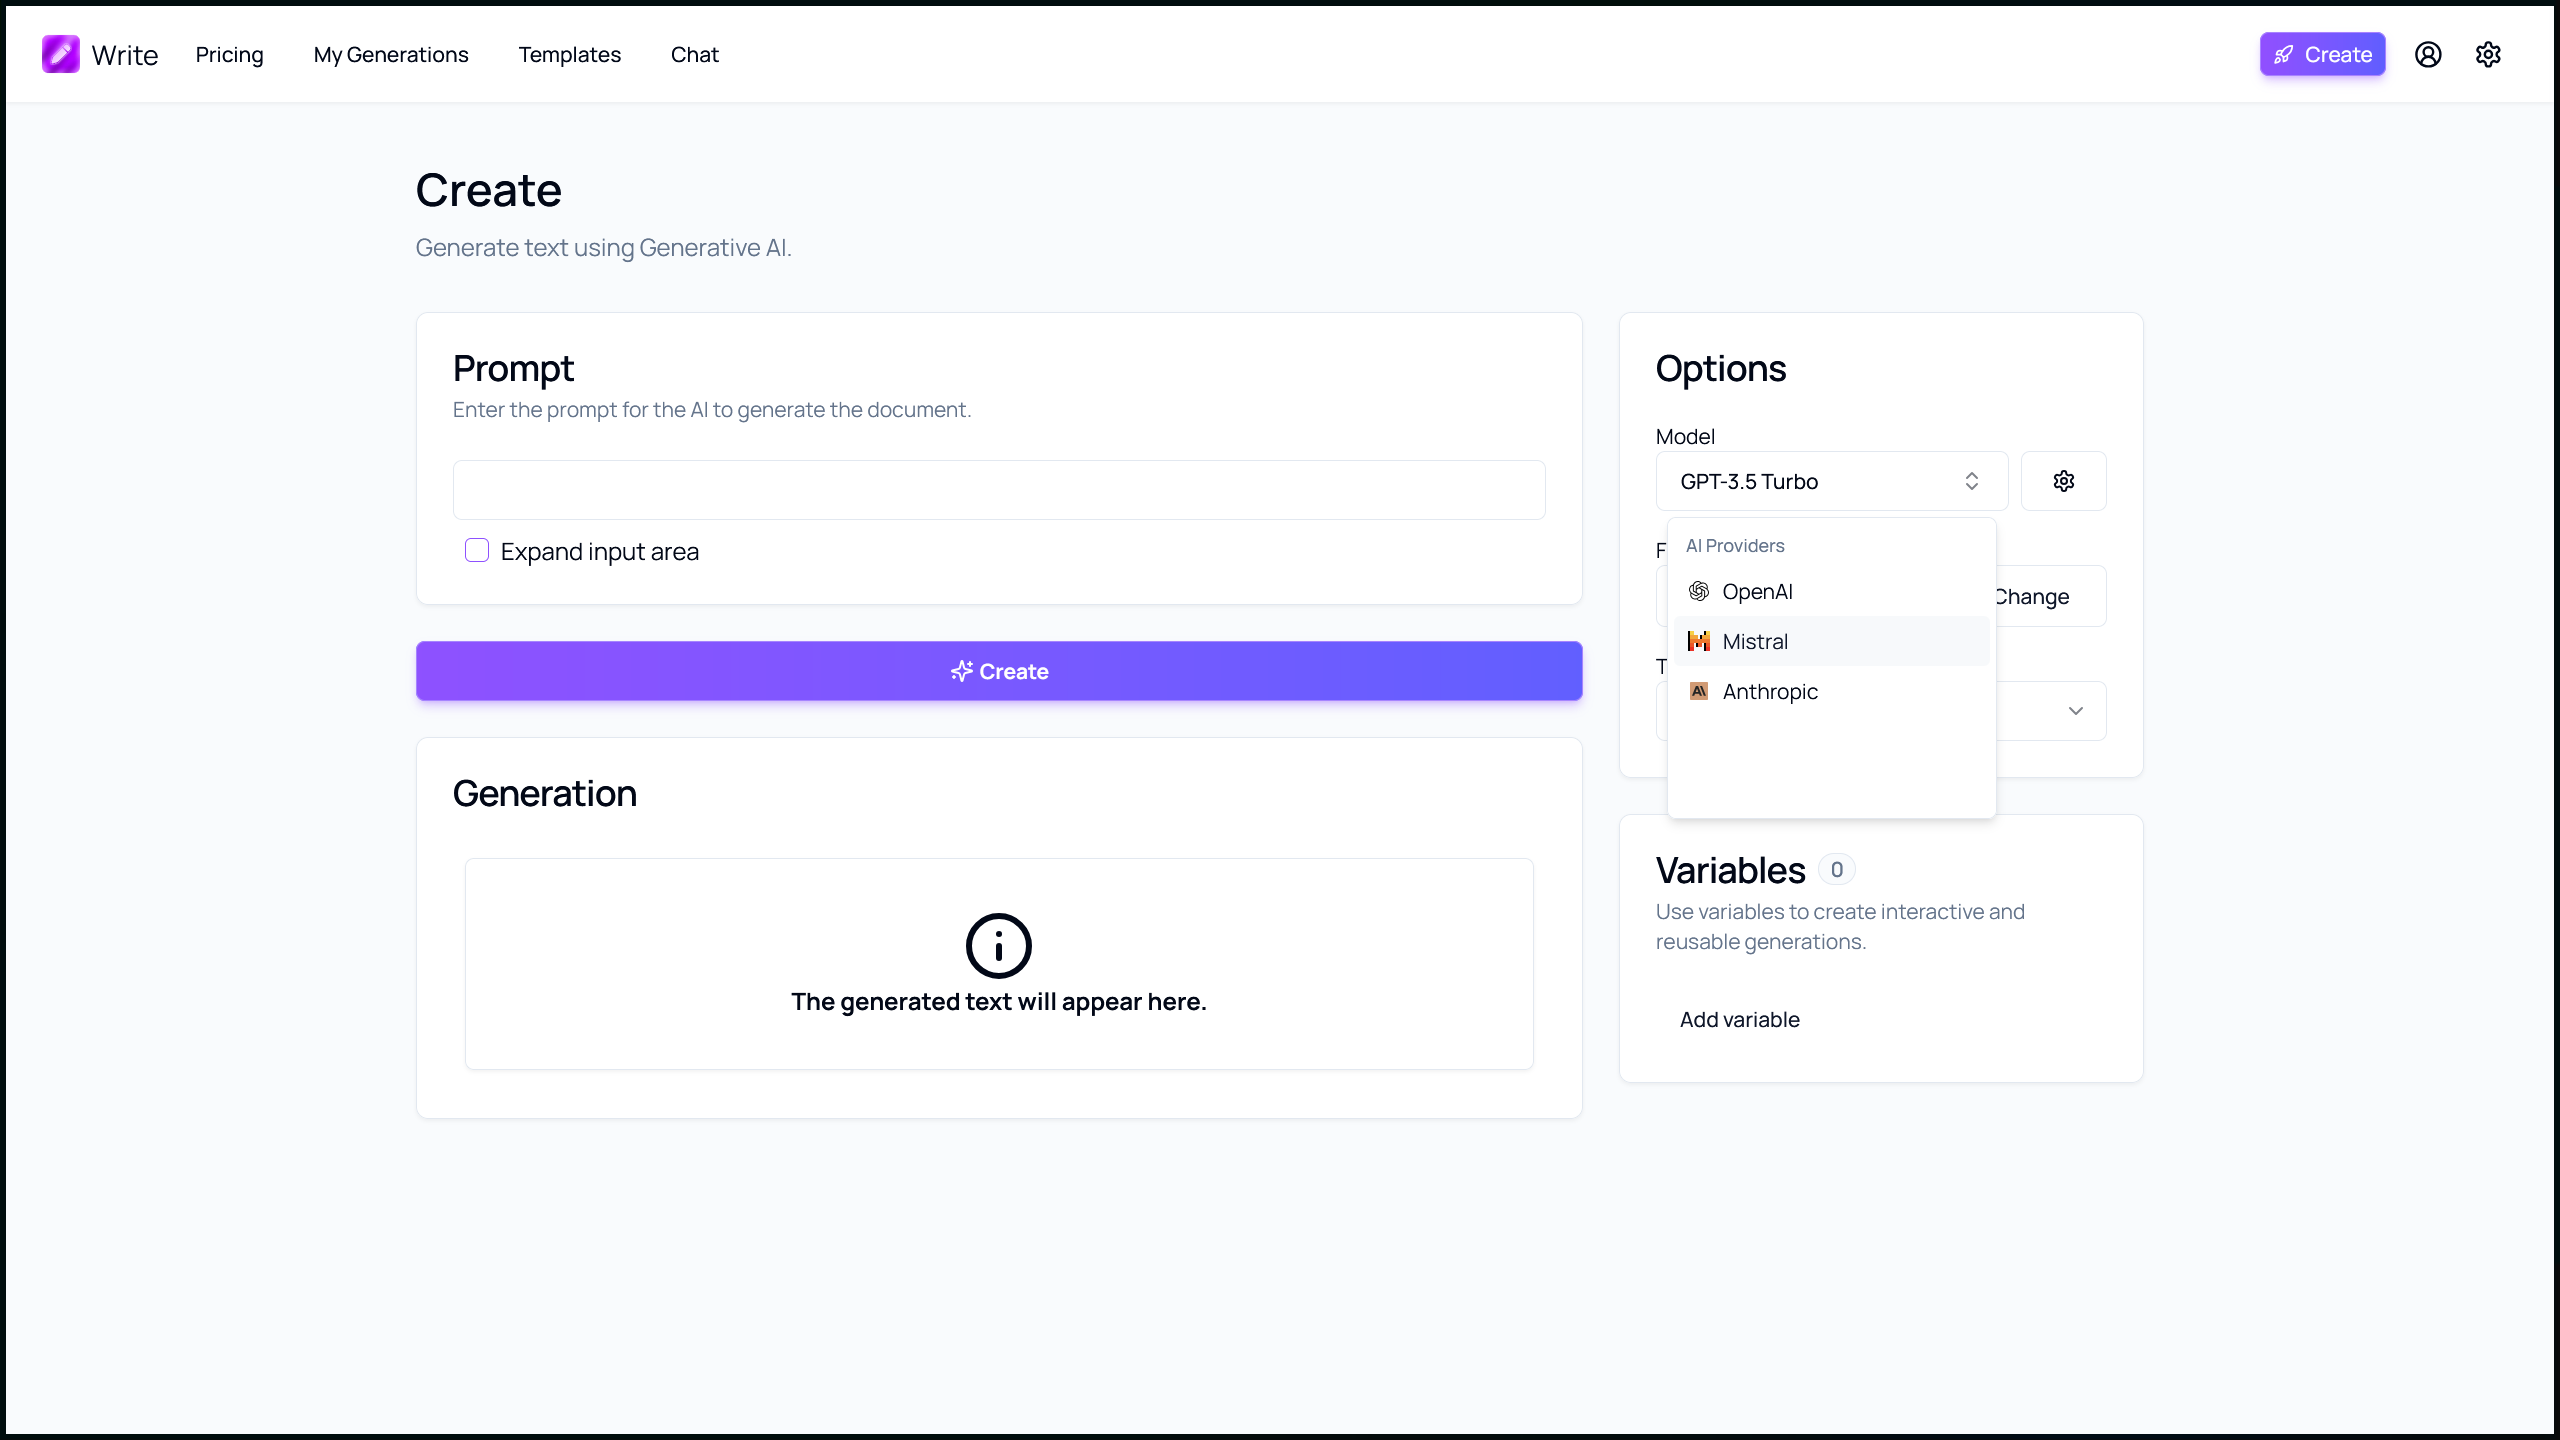 Write
Pricing
My Generations
Templates
Chat
Create
Create
Generate text using Generative AI.
Prompt
Enter the prompt for the AI to generate the document.
Expand input area
Create
Generation
The generated text will appear here.
Options
Model
GPT-3.5 Turbo
F
AI Providers
OpenAI
Change
Mistral
T
Anthropic
Variables 0
Use variables to create interactive and
reusable generations.
Add variable